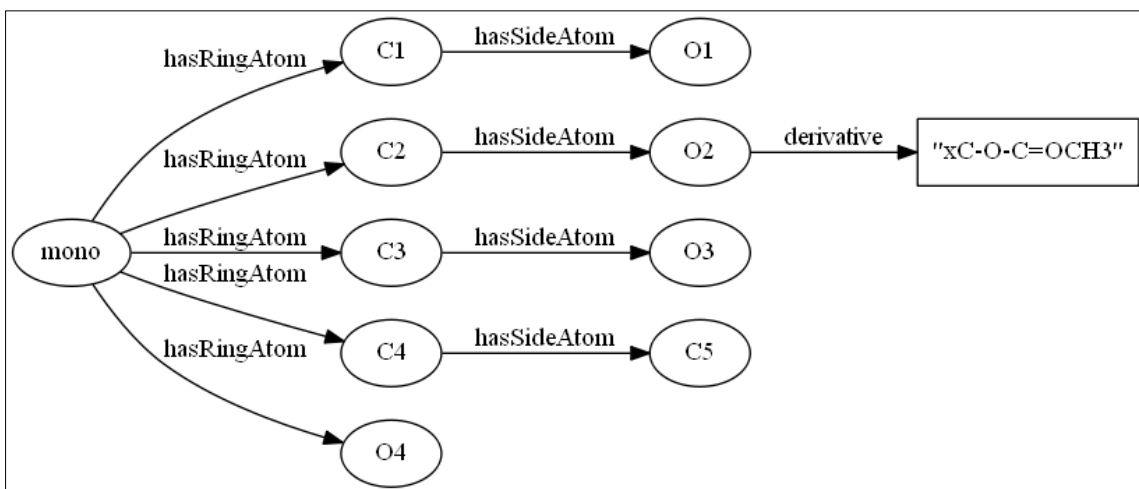 hasRingAtom C1 hasSideAtom O1
hasRingAtom C2 hasSideAtom O2 derivative "xC-O-C=OCH3"
mono hasRingAtom C3 hasSideAtom O3
hasRingAtom
hasRingAtom C4 hasSideAtom C5
O4